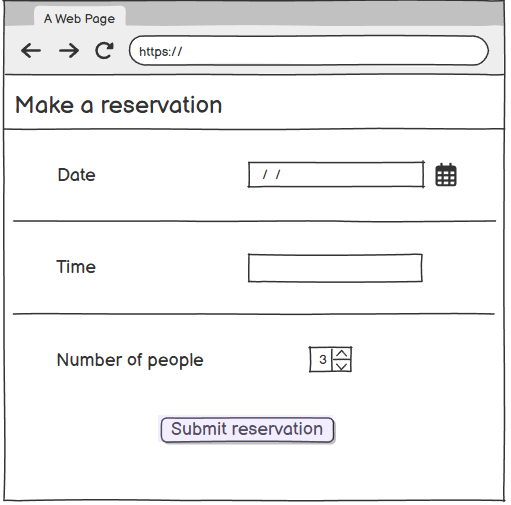 A Web Page
https://
Make a reservation
Date
/ /
Time
Number of people
3
Submit reservation